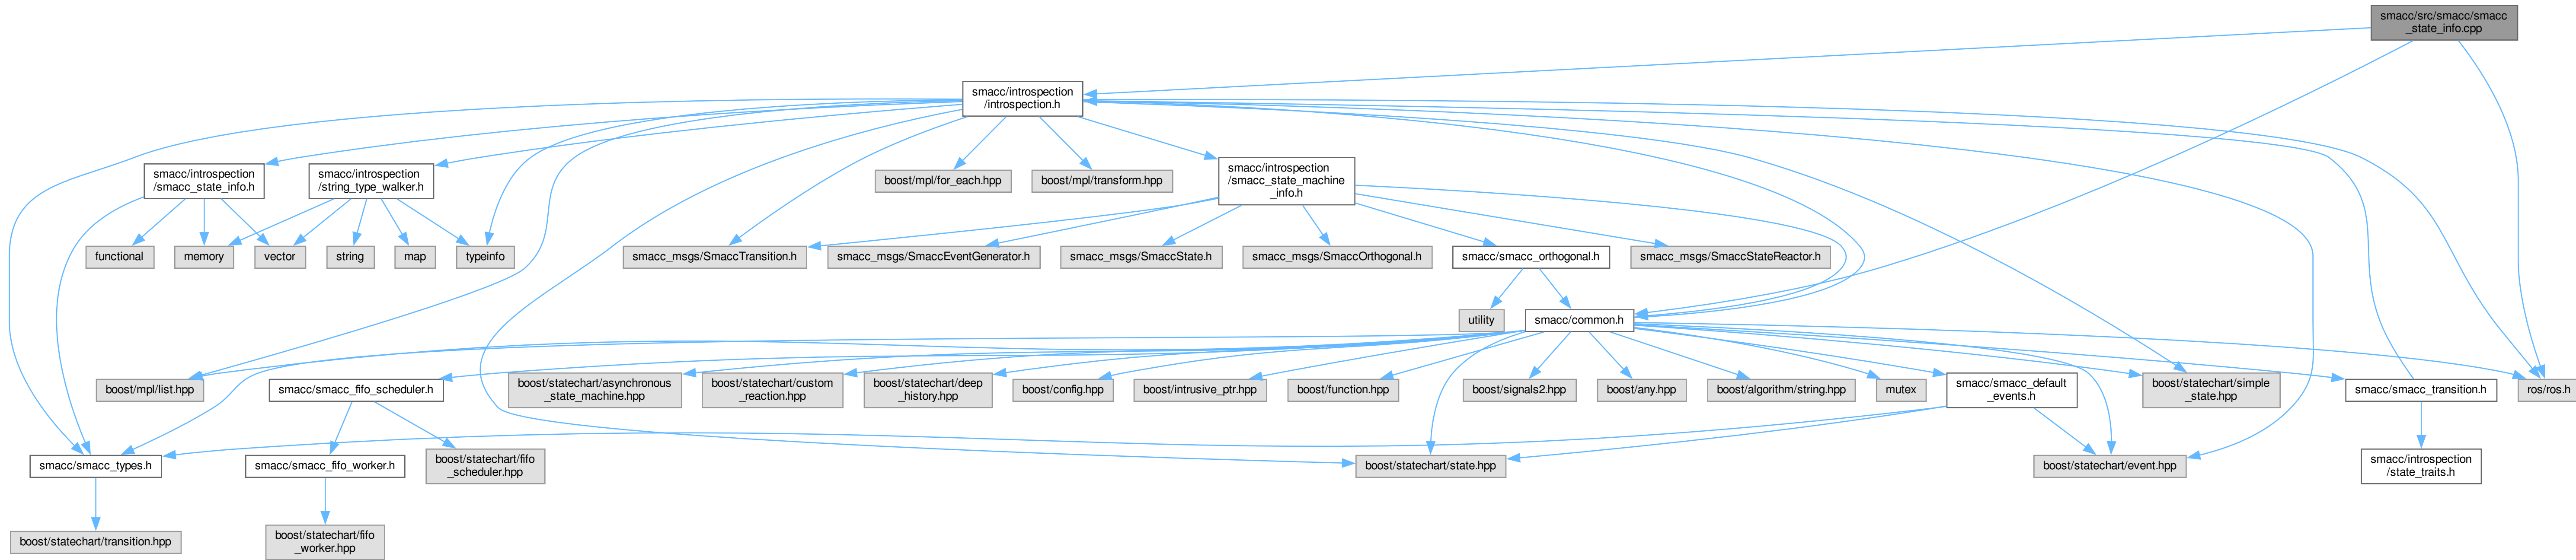 smacc/src/smacc/smacc
_state_info.cpp
smacc/introspection
/introspection.h
smacc/introspection
/smacc_state_info.h
smacc/introspection
/string_type_walker.h
boost/mpl/for_each.hpp
boost/mpl/transform.hpp
smacc/introspection
/smacc_state_machine
_info.h
functional
memory
vector
string
map
typeinfo
smacc_msgs/SmaccTransition.h
smacc_msgs/SmaccEventGenerator.h
smacc_msgs/SmaccState.h
smacc_msgs/SmaccOrthogonal.h
smacc/smacc_orthogonal.h
smacc_msgs/SmaccStateReactor.h
utility
smacc/common.h
boost/mpl/list.hpp
smacc/smacc_fifo_scheduler.h
boost/statechart/asynchronous
_state_machine.hpp
boost/statechart/custom
_reaction.hpp
boost/statechart/deep
_history.hpp
boost/config.hpp
boost/intrusive_ptr.hpp
boost/function.hpp
boost/signals2.hpp
boost/any.hpp
boost/algorithm/string.hpp
mutex
smacc/smacc_default
_events.h
boost/statechart/simple
_state.hpp
smacc/smacc_transition.h
ros/ros.h
smacc/smacc_types.h
smacc/smacc_fifo_worker.h
boost/statechart/fifo
_scheduler.hpp
boost/statechart/state.hpp
boost/statechart/event.hpp
smacc/introspection
/state_traits.h
boost/statechart/transition.hpp
boost/statechart/fifo
_worker.hpp